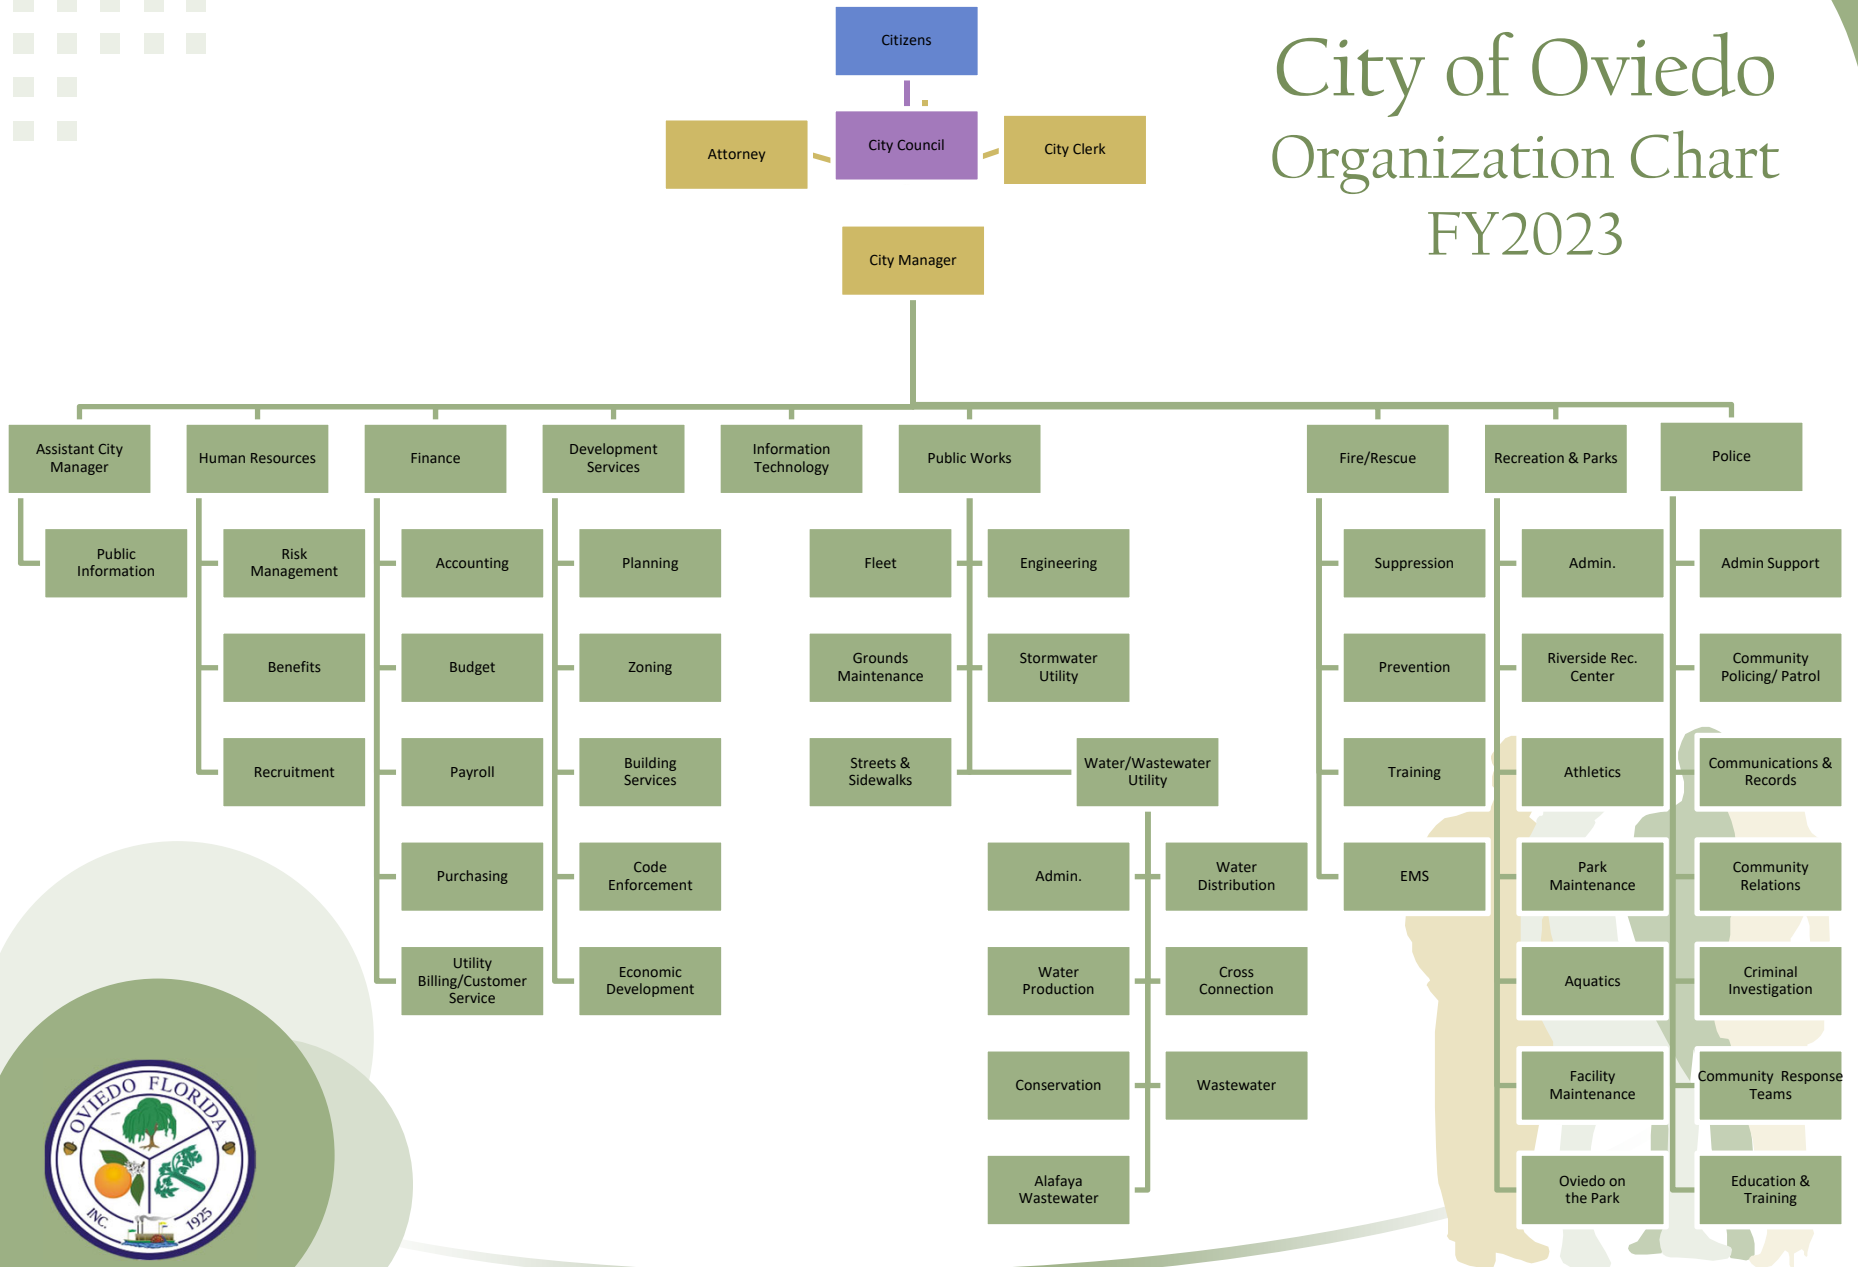 City of Oviedo
Organization Chart
FY2023
Citizens
Attorney
City Council
City Clerk
City Manager
Assistant City
Manager
Public
Information
Human Resources
Risk
Management
Benefits
Recruitment
Finance
Accounting
Budget
Payroll
Purchasing
Utility
Billing/Customer
Service
Development
Services
Planning
Zoning
Building
Services
Code
Enforcement
Economic
Development
Information
Technology
Public Works
Fleet
Engineering
Grounds
Maintenance
Stormwater
Utility
Streets &
Sidewalks
Water/Wastewater
Utility
Admin.
Water
Distribution
Water
Production
Cross
Connection
Conservation
Wastewater
Alafaya
Wastewater
Fire/Rescue
Suppression
Prevention
Training
EMS
Recreation & Parks
Admin.
Riverside Rec.
Center
Athletics
Park
Maintenance
Aquatics
Facility
Maintenance
Oviedo on
the Park
Police
Admin Support
Community
Policing/ Patrol
Communications &
Records
Community
Relations
Criminal
Investigation
Community  Response
Teams
Education &
Training
OVIEDO FLORIDA
INC. 1925